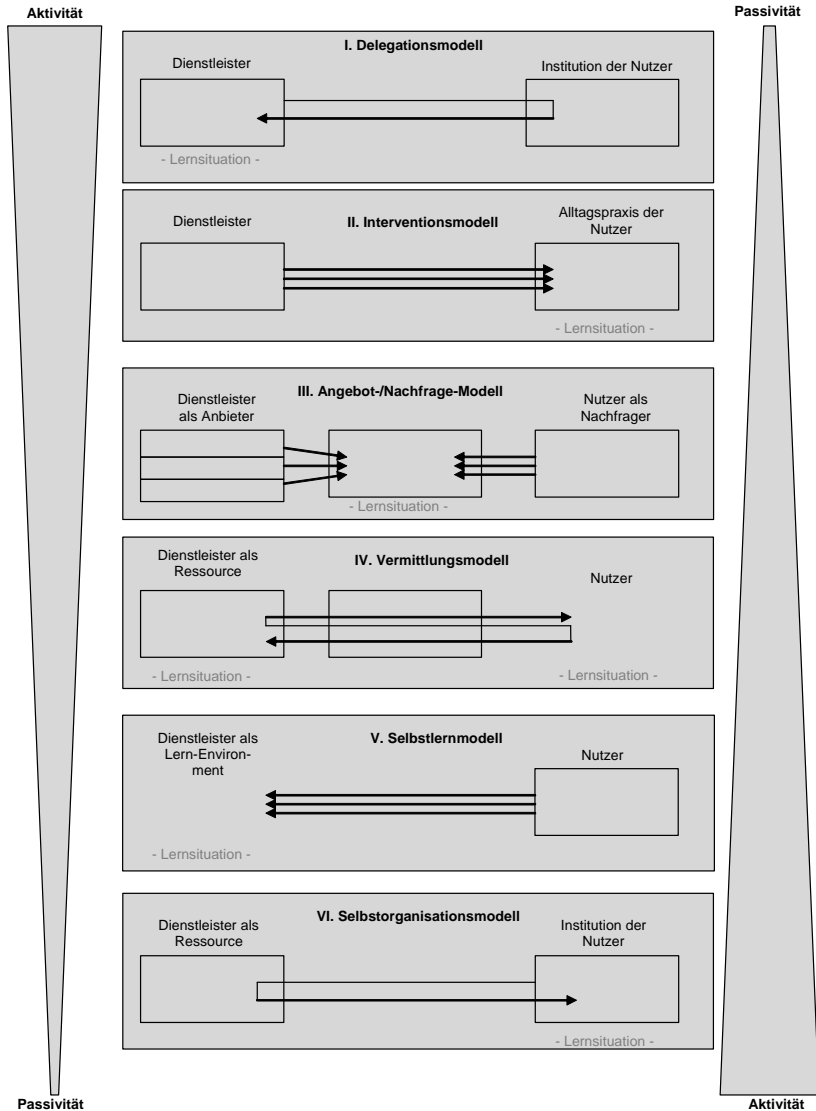 Aktivität
Passivität
I. Delegationsmodell
Dienstleister
Institution der Nutzer
- Lernsituation -
II. Interventionsmodell
Dienstleister
Alltagspraxis der
Nutzer
- Lernsituation -
III. Angebot-/Nachfrage-Modell
Dienstleister
als Anbieter
Nutzer als
Nachfrager
- Lernsituation -
IV. Vermittlungsmodell
Dienstleister als
Ressource
Nutzer
- Lernsituation -
- Lernsituation -
V. Selbstlernmodell
Dienstleister als
Lern-Environ-
ment
Nutzer
- Lernsituation -
VI. Selbstorganisationsmodell
Dienstleister als
Ressource
Institution der
Nutzer
- Lernsituation -
Passivität
Aktivität